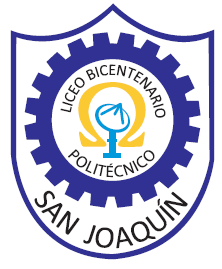 LICEO BICENTENARIO
POLITÉCNICO
SAN JOAQUÍN